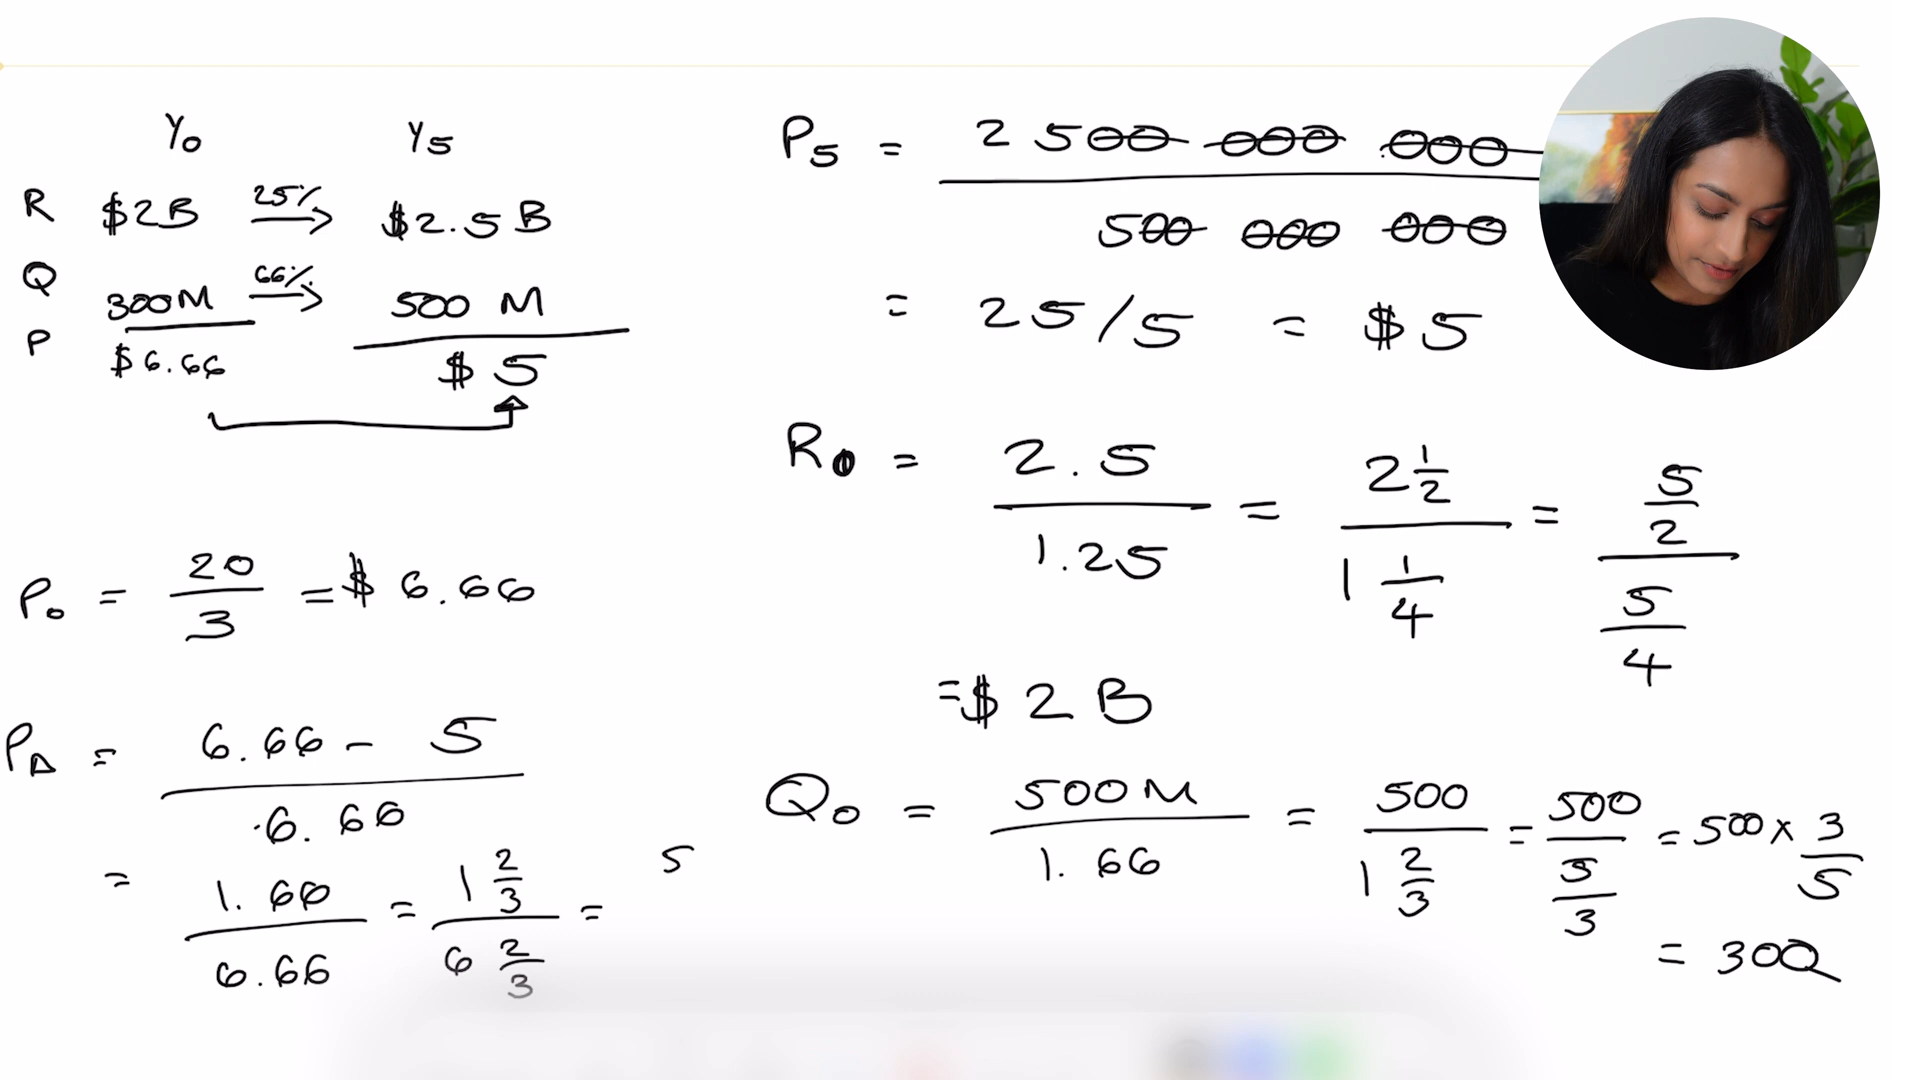 Y₀ Y₅
R $2B 25% → $2.5 B
Q 300M 66% → 500 M
P $6.66 $ 5
P₀ = 20/3 = $ 6.66
P△ = (6.66 - 5)/6.66
= 1.66/6.66 = (1 2/3)/(6 2/3) = 5
P₅ = 2 500 000 000 / 500 000 000
= 25/5 = $5
R₀ = 2.5/1.25 = (2 1/2)/(1 1/4) = (5/2)/(5/4)
= $ 2 B
Q₀ = 500M/1.66 = 500/(1 2/3) = 500/(5/3) = 500 x 3/5
= 300